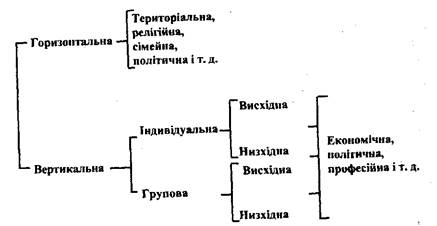 Горизонтальна
Територіальна,
релігійна,
сімейна,
політична і т. д.
Вертикальна
Індивідуальна
Висхідна
Низхідна
Групова
Висхідна
Низхідна
Економічна,
політична,
професійна і т. д.